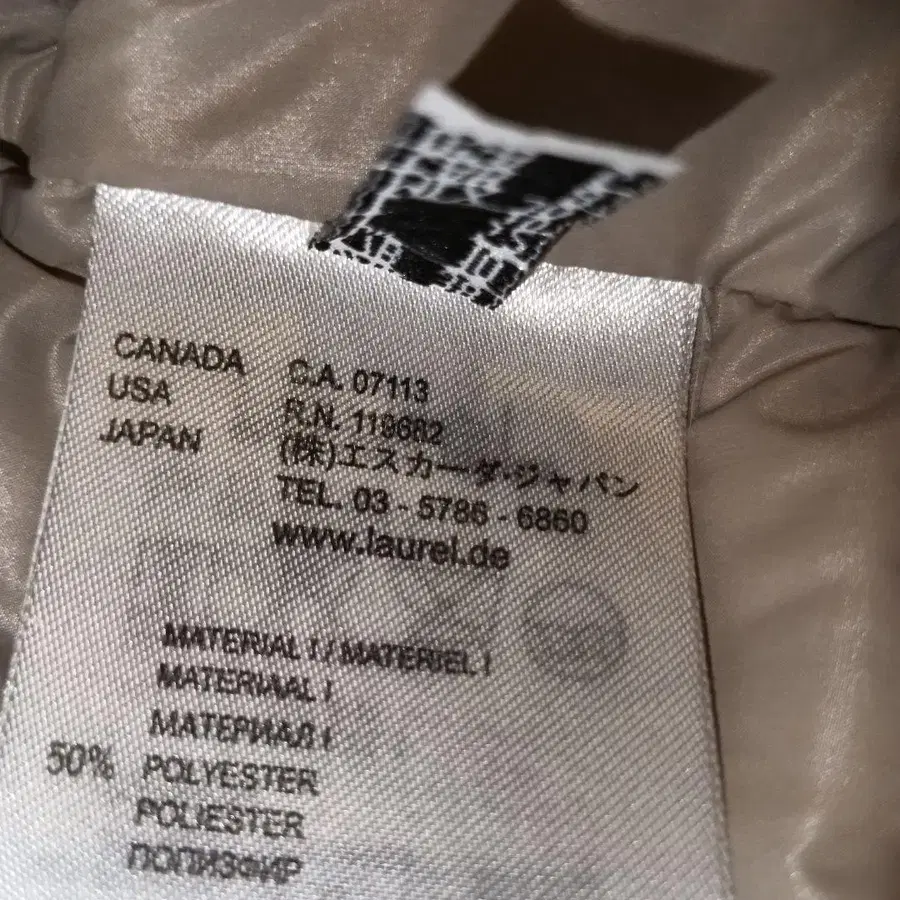 CANADA C.A. 07113
USA R.N. 119682
JAPAN (株)エスカーダ・ジャパン
TEL. 03 - 5786 - 6860
www.laurel.de
MATERIAL I / MATERIEL I
MATERIAAL I
МАТЕРИАЛ I
50% POLYESTER
POLIESTER
ПОЛИЭФИР